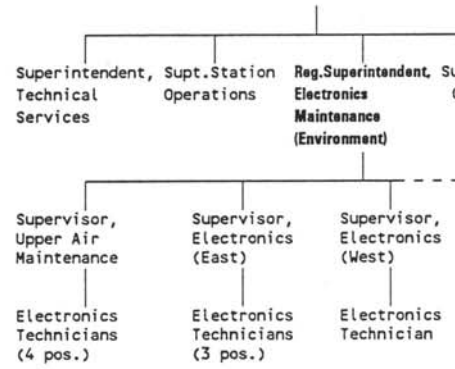 Superintendent,
Technical
Services
Supt.Station
Operations
Reg.Superintendent,
Electronics
Maintenance
(Environment)
Supervisor,
Upper Air
Maintenance
Supervisor,
Electronics
(East)
Supervisor,
Electronics
(West)
Electronics
Technicians
(4 pos.)
Electronics
Technicians
(3 pos.)
Electronics
Technician